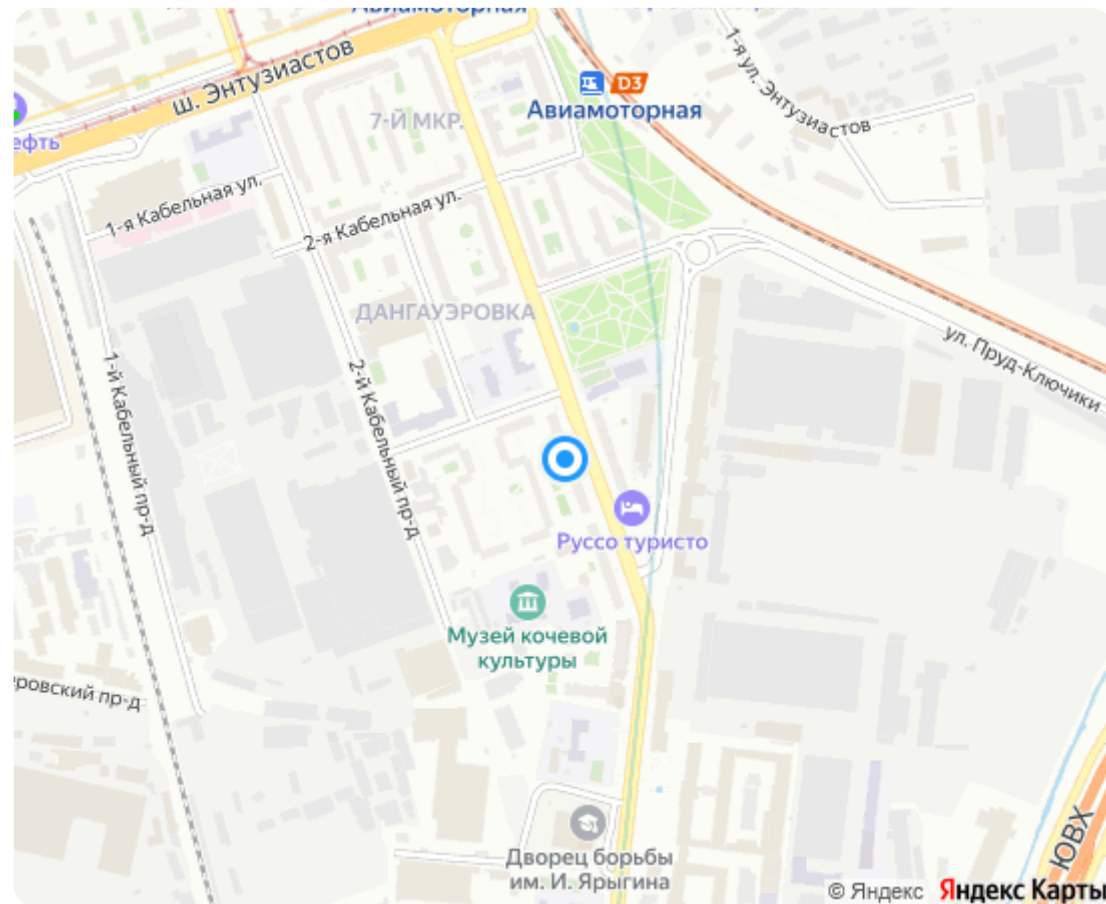 Авиамоторная
ш. Энтузиастов
1-я ул. Энтузиастов
D3
Авиамоторная
7-Й МКР.
ефть
1-я Кабельная ул.
2-я Кабельная ул.
ДАНГАУЭРОВКА
ул. Пруд-Ключики
1-й Кабельный пр-д
2-й Кабельный пр-д
Руссо туристо
Музей кочевой
культуры
еровский пр-д
Дворец борьбы
им. И. Ярыгина
ЮВХ
© Яндекс Яндекс Карты